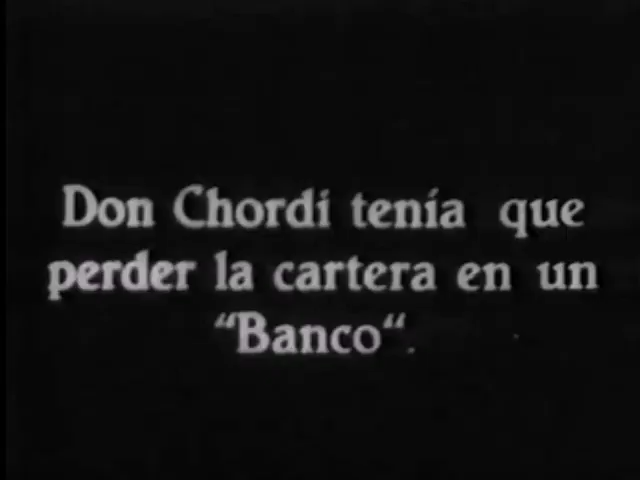 Don Chordi tenía que
perder la cartera en un
“Banco“.